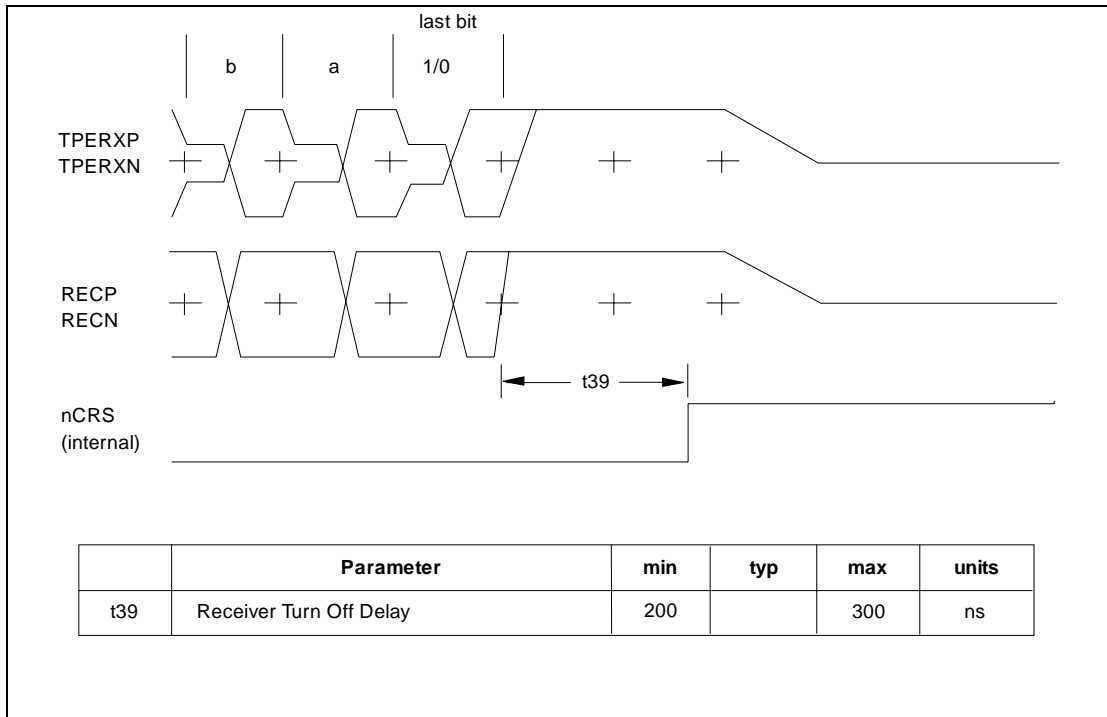 last bit
b a 1/0
TPERXP
TPERXN
RECP
RECN
t39
nCRS
(internal)
Parameter min typ max units
t39 Receiver Turn Off Delay 200 300 ns